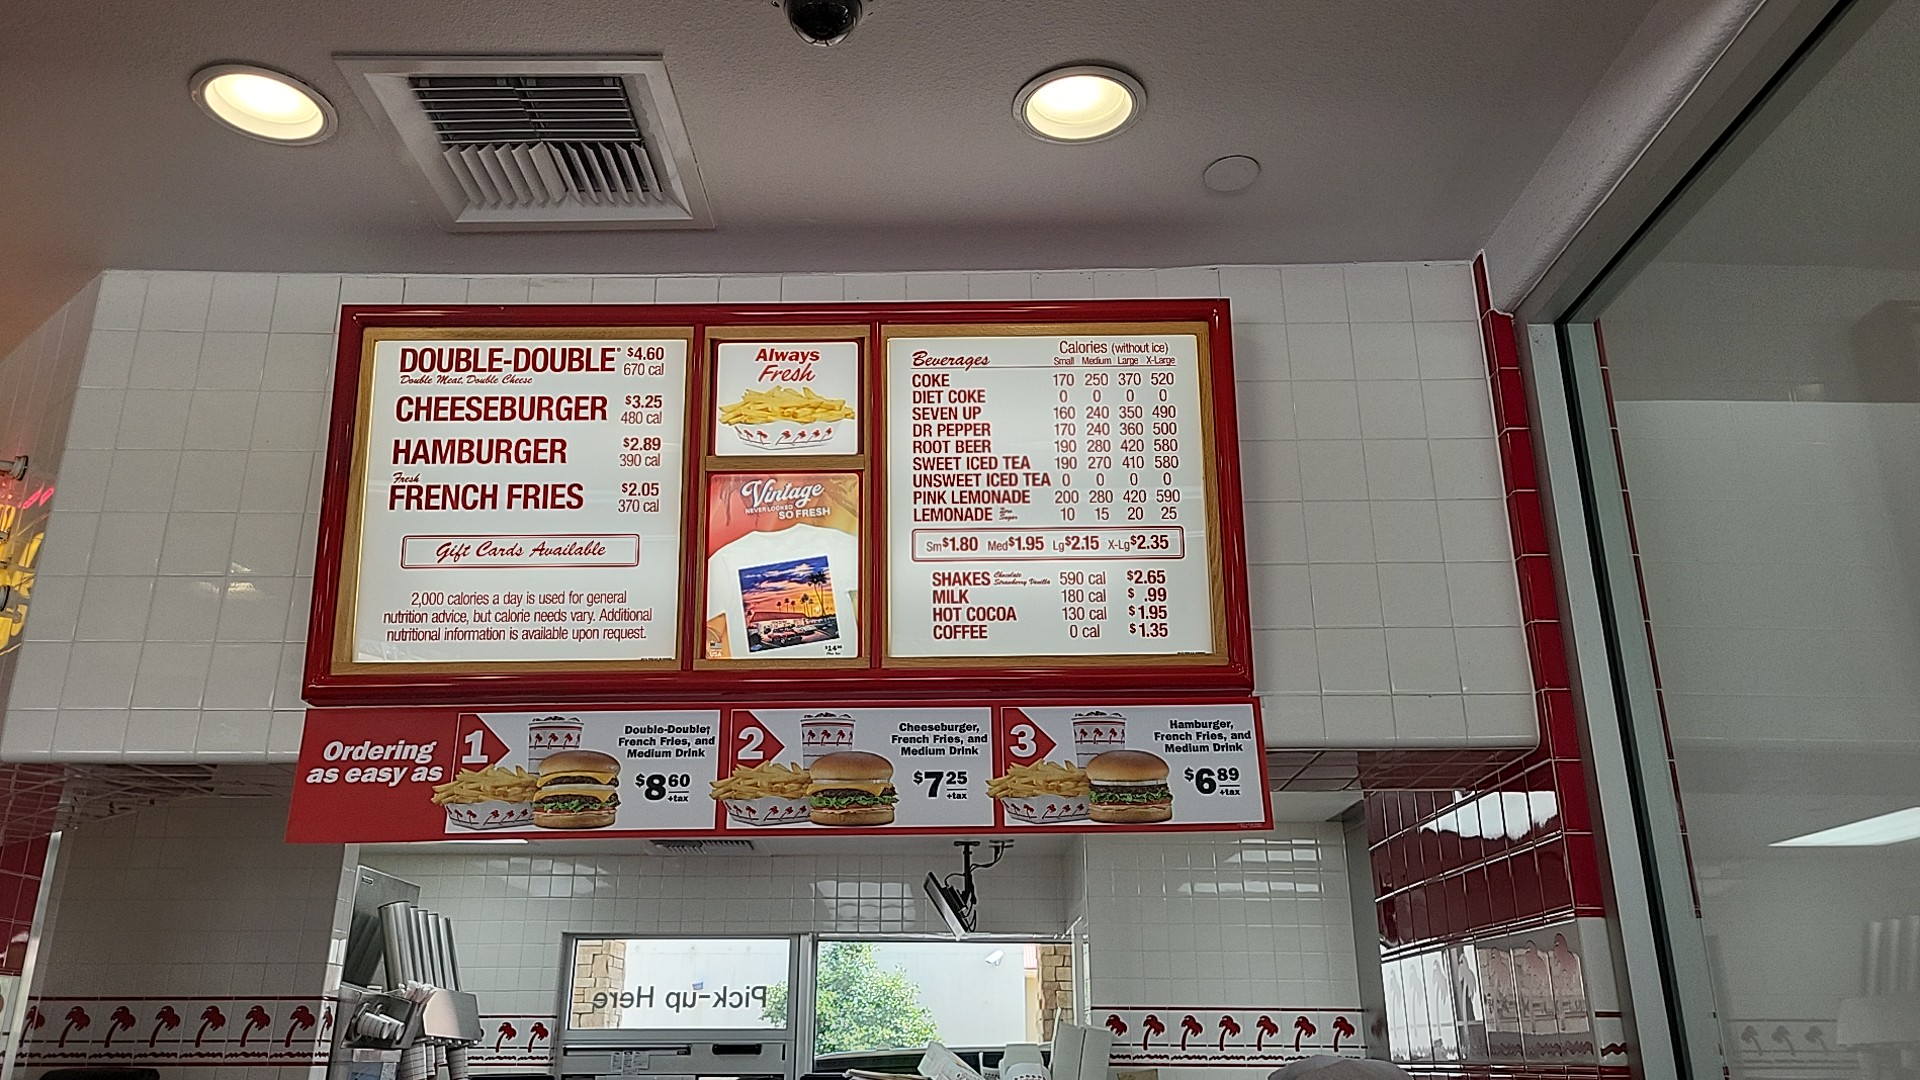 DOUBLE-DOUBLE® $4.60
Double Meat, Double Cheese 670 cal
CHEESEBURGER $3.25
480 cal
HAMBURGER $2.89
390 cal
Fresh
FRENCH FRIES $2.05
370 cal
Gift Cards Available
2,000 calories a day is used for general
nutrition advice, but calorie needs vary. Additional
nutritional information is available upon request.
Always
Fresh
Vintage
NEVER LOOKED
SO FRESH
USA
Beverages
Calories (without ice)
Small Medium Large X-Large
COKE 170 250 370 520
DIET COKE 0 0 0 0
SEVEN UP 160 240 350 490
DR PEPPER 170 240 360 500
ROOT BEER 190 280 420 580
SWEET ICED TEA 190 270 410 580
UNSWEET ICED TEA 0 0 0 0
PINK LEMONADE 200 280 420 590
LEMONADE Zero Sugar 10 15 20 25
Sm$1.80 Med$1.95 Lg$2.15 X-Lg$2.35
SHAKES Chocolate Strawberry Vanilla 590 cal $2.65
MILK 180 cal $ .99
HOT COCOA 130 cal $1.95
COFFEE 0 cal $1.35
Ordering
as easy as
1
Double-Double†
French Fries, and
Medium Drink
$8 60
+tax
2
Cheeseburger,
French Fries, and
Medium Drink
$7 25
+tax
3
Hamburger,
French Fries, and
Medium Drink
$6 89
+tax
Pick-up Here